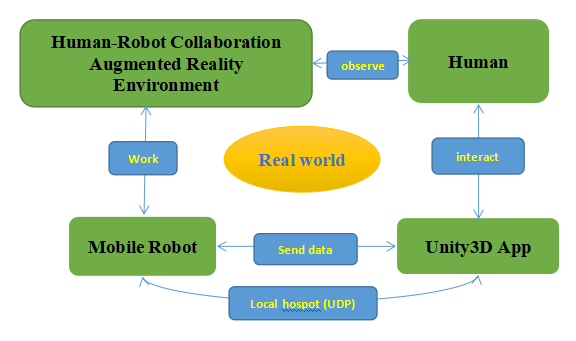 Human-Robot Collaboration
Augmented Reality
Environment
observe
Human
Work
Real world
interact
Mobile Robot
Send data
Unity3D App
Local hospot (UDP)